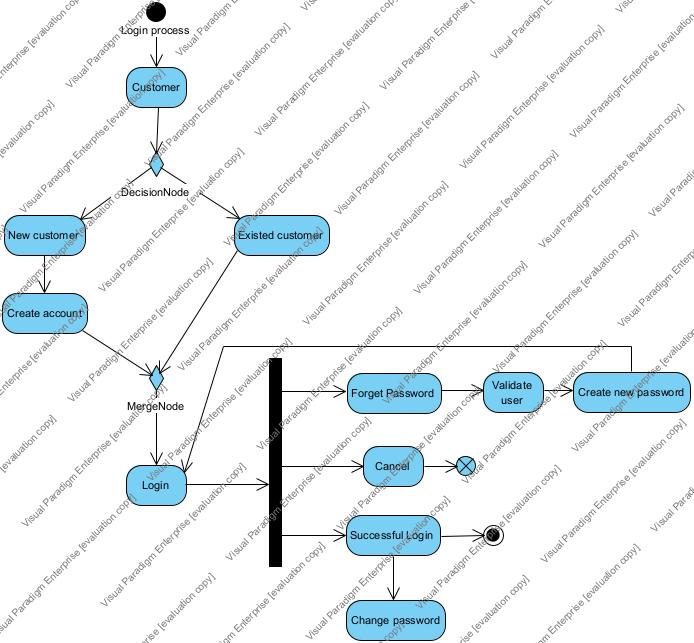 Login process
Customer
DecisionNode
New customer
Existed customer
Create account
MergeNode
Forget Password
Validate
user
Create new password
Login
Cancel
Successful Login
Change password
Visual Paradigm Enterprise [evaluation copy]